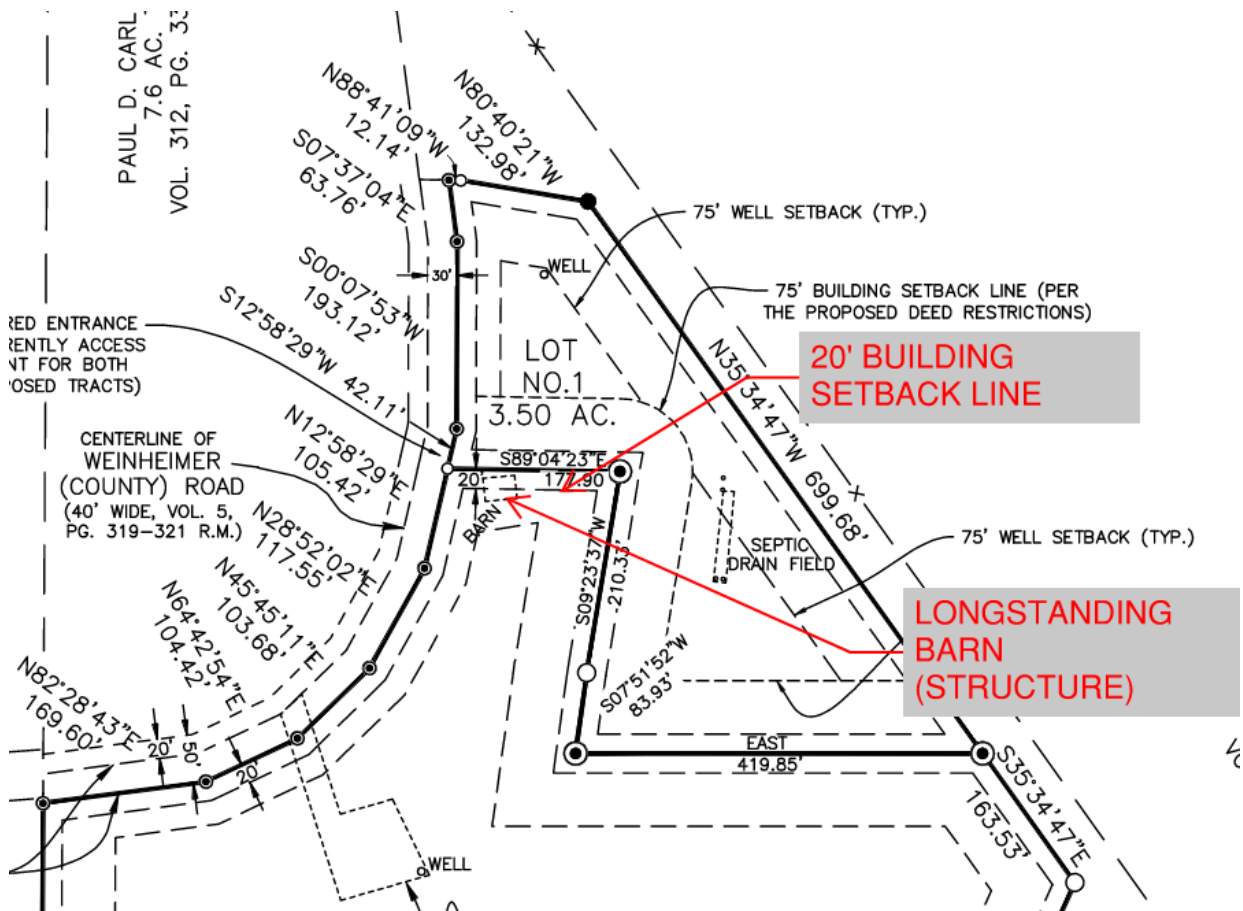 PAUL D. CARL
7.6 AC.
VOL. 312, PG. 33
N88°41'09"W
12.14'
N80°40'21"W
132.98'
S07°37'04"E
63.76'
S00°07'53"W
193.12'
S12°58'29"W 42.11'
30'
WELL
75' WELL SETBACK (TYP.)
75' BUILDING SETBACK LINE (PER
THE PROPOSED DEED RESTRICTIONS)
RED ENTRANCE
RENTLY ACCESS
NT FOR BOTH
POSED TRACTS)
LOT
NO.1
3.50 AC.
20' BUILDING
SETBACK LINE
N35°34'47"W 699.68'
CENTERLINE OF
WEINHEIMER
(COUNTY) ROAD
(40' WIDE, VOL. 5,
PG. 319-321 R.M.)
N12°58'29"E
105.42'
S89°04'23"E
177.90
20'
BARN
N28°52'02"E
117.55'
N45°45'11"E
103.68'
N64°42'54"E
104.42'
N82°28'43"E
169.60'
S09°23'37"W
210.33'
SEPTIC
DRAIN FIELD
75' WELL SETBACK (TYP.)
LONGSTANDING
BARN
(STRUCTURE)
S07°51'52"W
83.93'
20'
50'
20'
EAST
419.85'
S35°34'47"E
163.53'
WELL